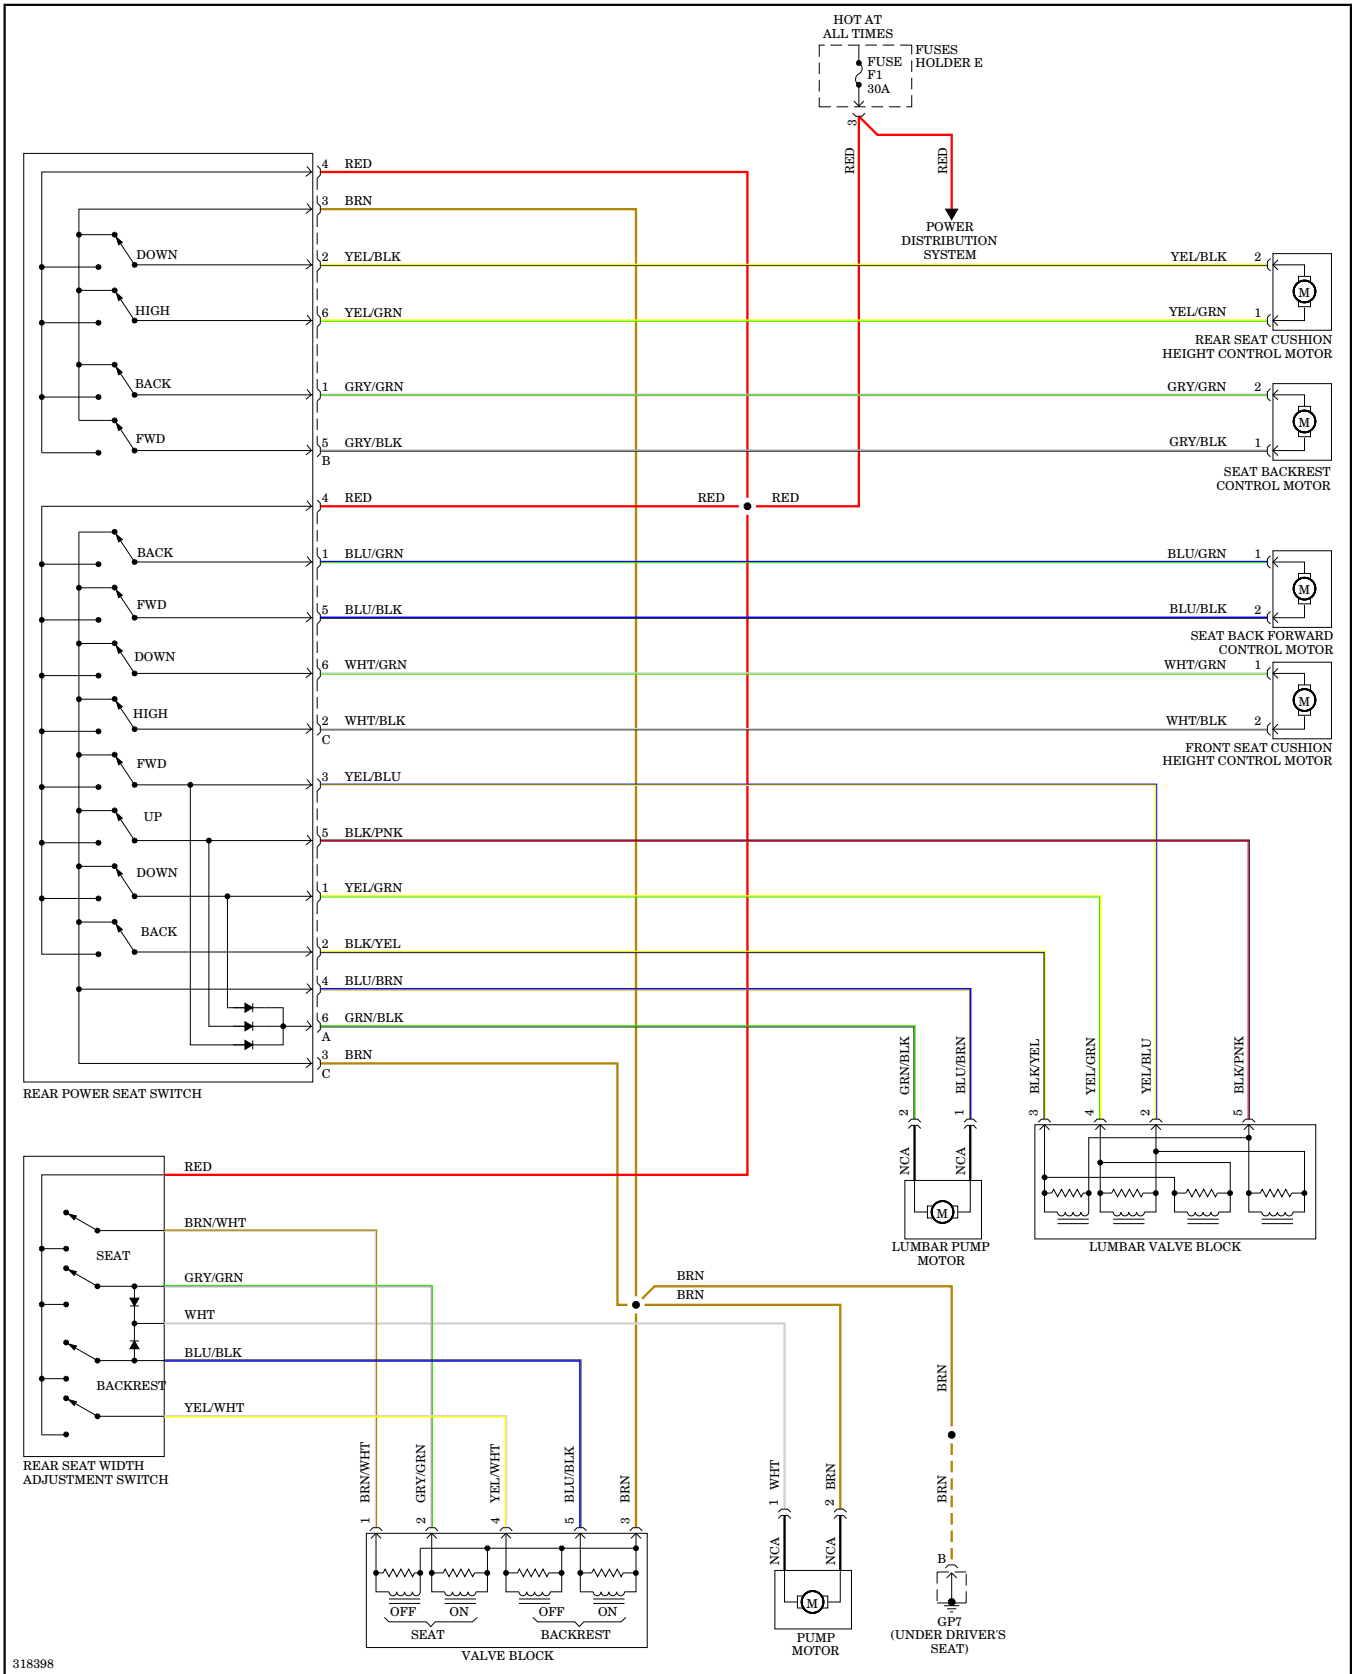 HOT AT
ALL TIMES
FUSES
HOLDER E
FUSE
F1
30A
3
RED
RED
POWER
DISTRIBUTION
SYSTEM
4 RED
3 BRN
DOWN
2 YEL/BLK
YEL/BLK 2
HIGH
6 YEL/GRN
YEL/GRN 1
M
REAR SEAT CUSHION
HEIGHT CONTROL MOTOR
BACK
1 GRY/GRN
GRY/GRN 2
FWD
5 GRY/BLK
GRY/BLK 1
B
M
SEAT BACKREST
CONTROL MOTOR
4 RED
RED
RED
BACK
1 BLU/GRN
BLU/GRN 1
FWD
5 BLU/BLK
BLU/BLK 2
M
SEAT BACK FORWARD
CONTROL MOTOR
DOWN
6 WHT/GRN
WHT/GRN 1
HIGH
2 WHT/BLK
WHT/BLK 2
C
M
FRONT SEAT CUSHION
HEIGHT CONTROL MOTOR
FWD
3 YEL/BLU
UP
5 BLK/PNK
DOWN
1 YEL/GRN
BACK
2 BLK/YEL
4 BLU/BRN
6 GRN/BLK
A
3 BRN
C
REAR POWER SEAT SWITCH
2 GRN/BLK
1 BLU/BRN
NCA
NCA
M
LUMBAR PUMP
MOTOR
3 BLK/YEL
4 YEL/GRN
2 YEL/BLU
5 BLK/PNK
LUMBAR VALVE BLOCK
RED
BRN/WHT
SEAT
GRY/GRN
WHT
BLU/BLK
BACKREST
YEL/WHT
REAR SEAT WIDTH
ADJUSTMENT SWITCH
BRN
BRN
1 BRN/WHT
2 GRY/GRN
4 YEL/WHT
5 BLU/BLK
3 BRN
OFF
ON
OFF
ON
SEAT
BACKREST
VALVE BLOCK
1 WHT
2 BRN
NCA
NCA
M
PUMP
MOTOR
BRN
BRN
B
GP7
(UNDER DRIVER'S
SEAT)
318398